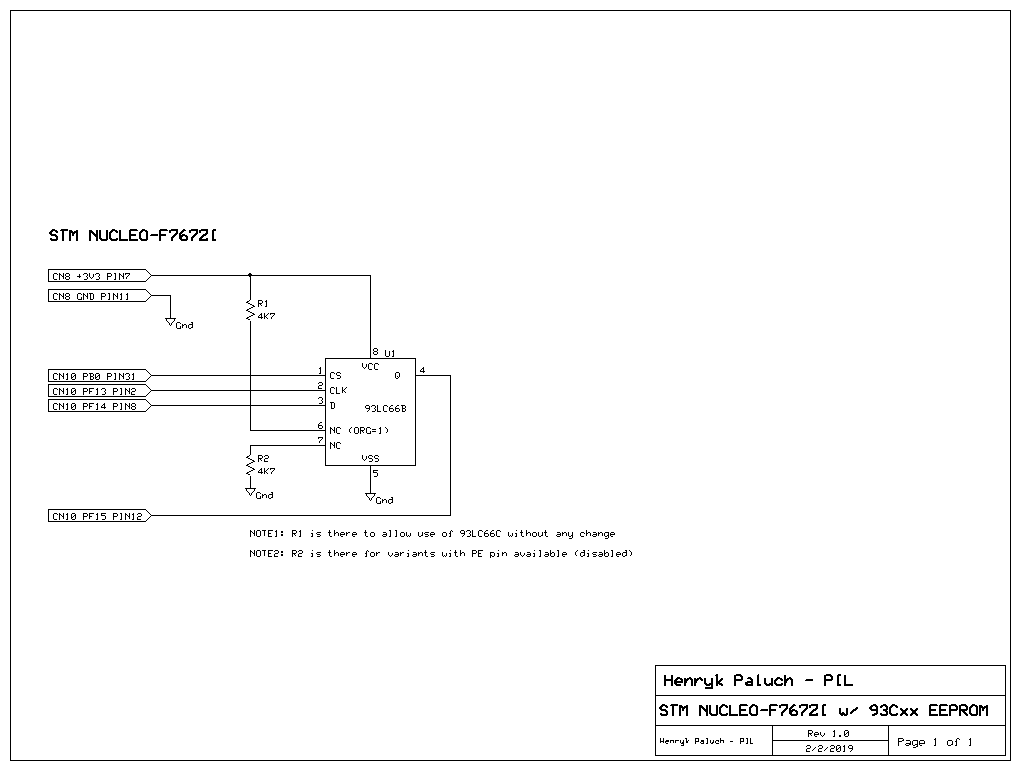 STM NUCLEO-F767ZI
CN8 +3V3 PIN7
CN8 GND PIN11
R1
4K7
Gnd
8 U1
VCC
CN10 PB0 PIN31
1 CS
Q 4
CN10 PF13 PIN2
2 CLK
CN10 PF14 PIN8
3 D
93LC66B
6 NC (ORG=1)
7 NC
R2
4K7
VSS
5
Gnd
Gnd
CN10 PF15 PIN12
NOTE1: R1 is there to allow use of 93LC66C without any change
NOTE2: R2 is there for variants with PE pin available (disabled)
Henryk Paluch - PIL
STM NUCLEO-F767ZI w/ 93Cxx EEPROM
Henryk Paluch - PIL
Rev 1.0
2/2/2019
Page 1 of 1